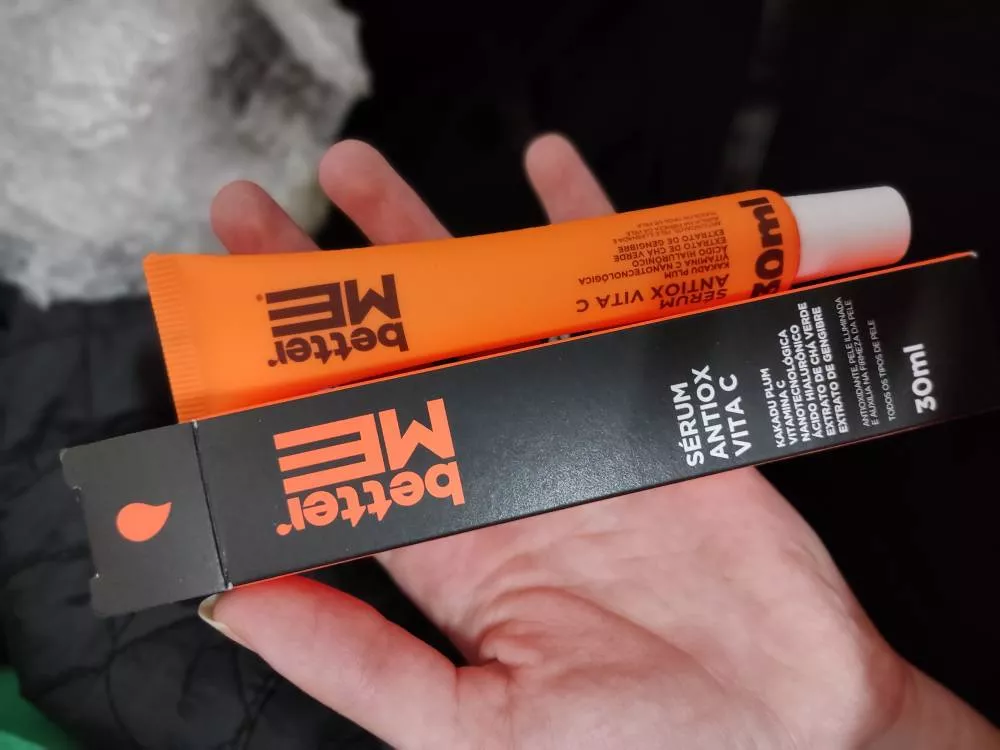 better
ME
SÉRUM
ANTIOX VITA C
KAKADU PLUM
VITAMINA C NANOTECNOLÓGICA
ÁCIDO HIALURÔNICO
EXTRATO DE CHÁ VERDE
EXTRATO DE GENGIBRE
30ml
better
ME
SÉRUM
ANTIOX
VITA C
KAKADU PLUM
VITAMINA C
NANOTECNOLÓGICA
ÁCIDO HIALURÔNICO
EXTRATO DE CHÁ VERDE
EXTRATO DE GENGIBRE
ANTIOXIDANTE, PELE ILUMINADA
E AUXILIA NA FIRMEZA DA PELE
TODOS OS TIPOS DE PELE
30ml